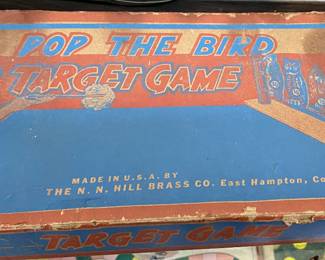 POP THE BIRD
TARGET GAME
MADE IN U.S.A. BY
THE N. N. HILL BRASS CO. East Hampton, Co
TARGET GAME